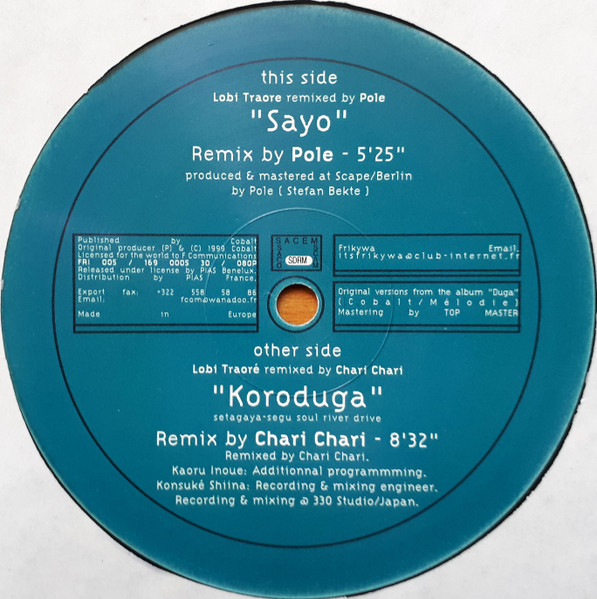 this side
Lobi Traore remixed by Pole
"Sayo"
Remix by Pole - 5'25"
produced & mastered at Scape/Berlin
by Pole ( Stefan Bekte )
Published by Cobalt
Original producer (P) & (C) 1999 Cobalt
Licensed for the world to F Communications
FRI 005 / 169 0005 30 / 080P
Released under license by PIAS Benelux.
Distribution by PIAS France.
Export fax: +322 558 58 86
Email: fcom@wanadoo.fr
Made in Europe
SACEM
SDRM
Frikywa Email.
itsfrikywa@club-internet.fr
Original versions from the album "Duga"
(Cobalt/Mélodie)
Mastering by TOP MASTER
other side
Lobi Traoré remixed by Chari Chari
"Koroduga"
setagaya-segu soul river drive
Remix by Chari Chari - 8'32"
Remixed by Chari Chari.
Kaoru Inoue: Additionnal programmming.
Konsuké Shiina: Recording & mixing engineer.
Recording & mixing @ 330 Studio/Japan.